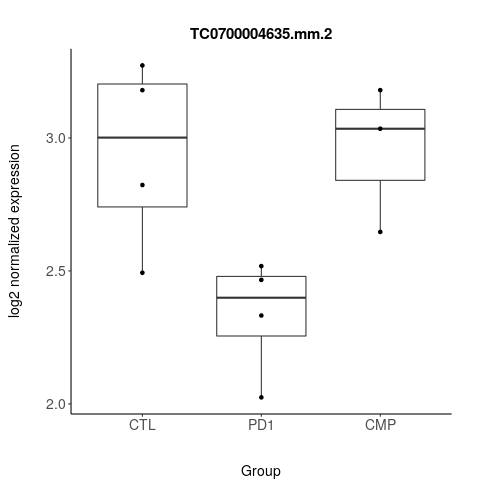 TC0700004635.mm.2
log2 normalized expression
3.0
2.5
2.0
CTL
PD1
CMP
Group